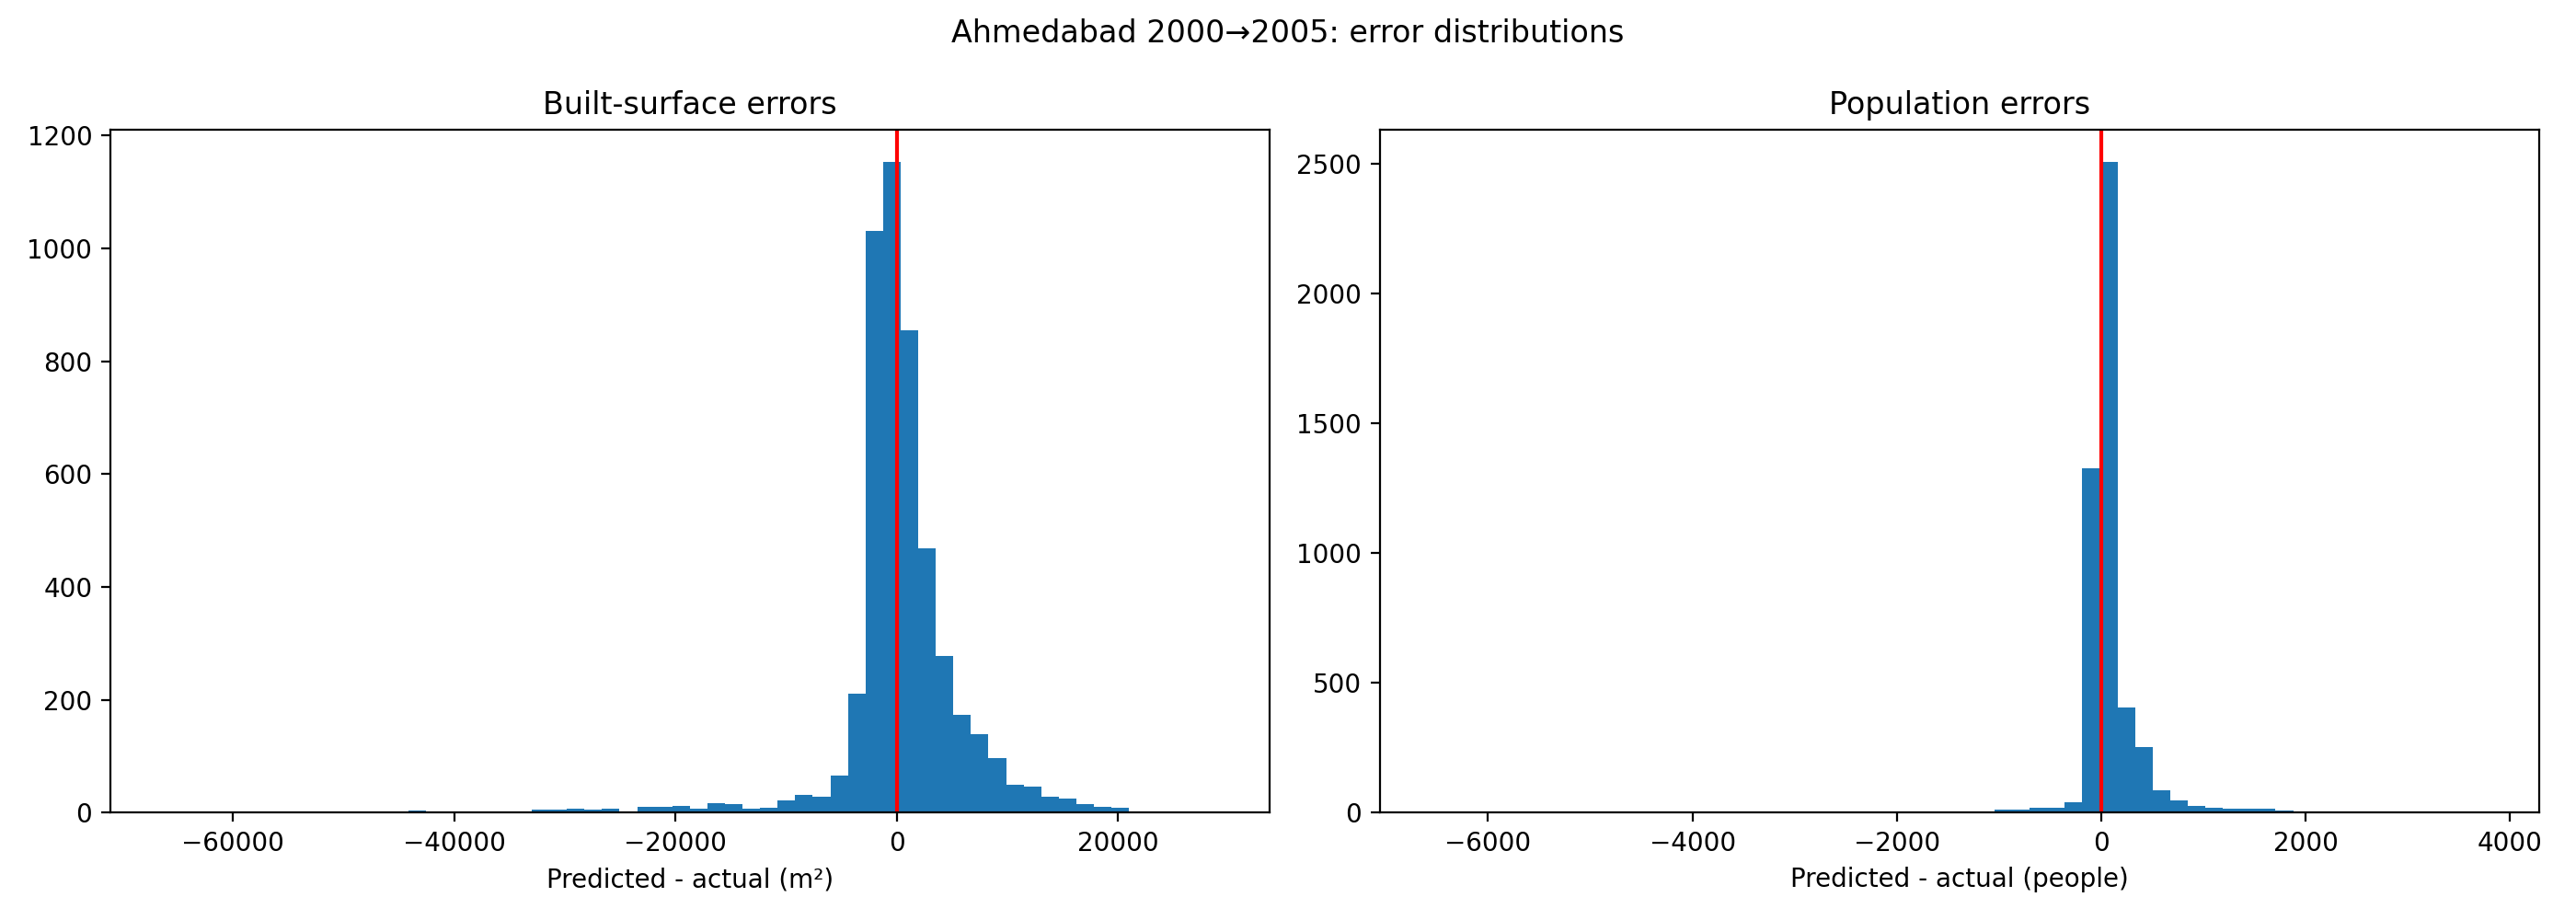 Ahmedabad 2000→2005: error distributions
Built-surface errors
1200
1000
800
600
400
200
0
−60000 −40000 −20000 0 20000
Predicted - actual (m²)
Population errors
2500
2000
1500
1000
500
0
−6000 −4000 −2000 0 2000 4000
Predicted - actual (people)